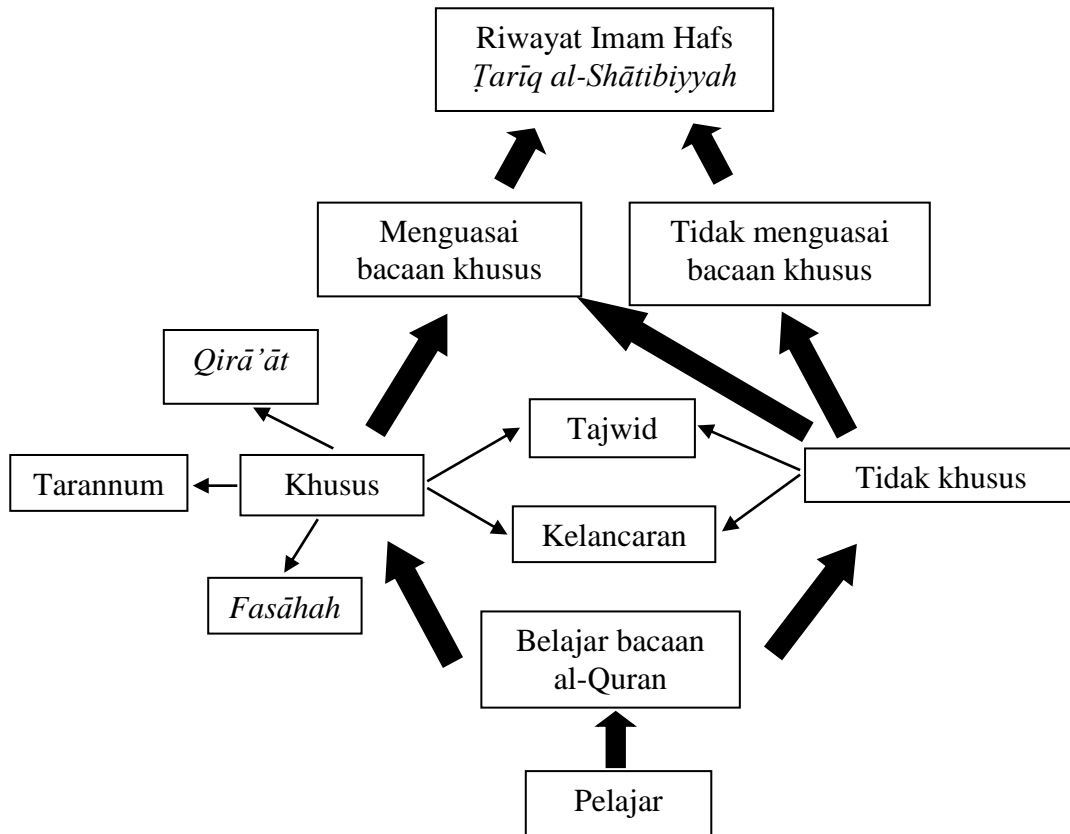 Riwayat Imam Hafs
Ṭarīq al-Shātibiyyah
Menguasai
bacaan khusus
Tidak menguasai
bacaan khusus
Qirā’āt
Tajwid
Tarannum
Khusus
Tidak khusus
Kelancaran
Fasāhah
Belajar bacaan
al-Quran
Pelajar